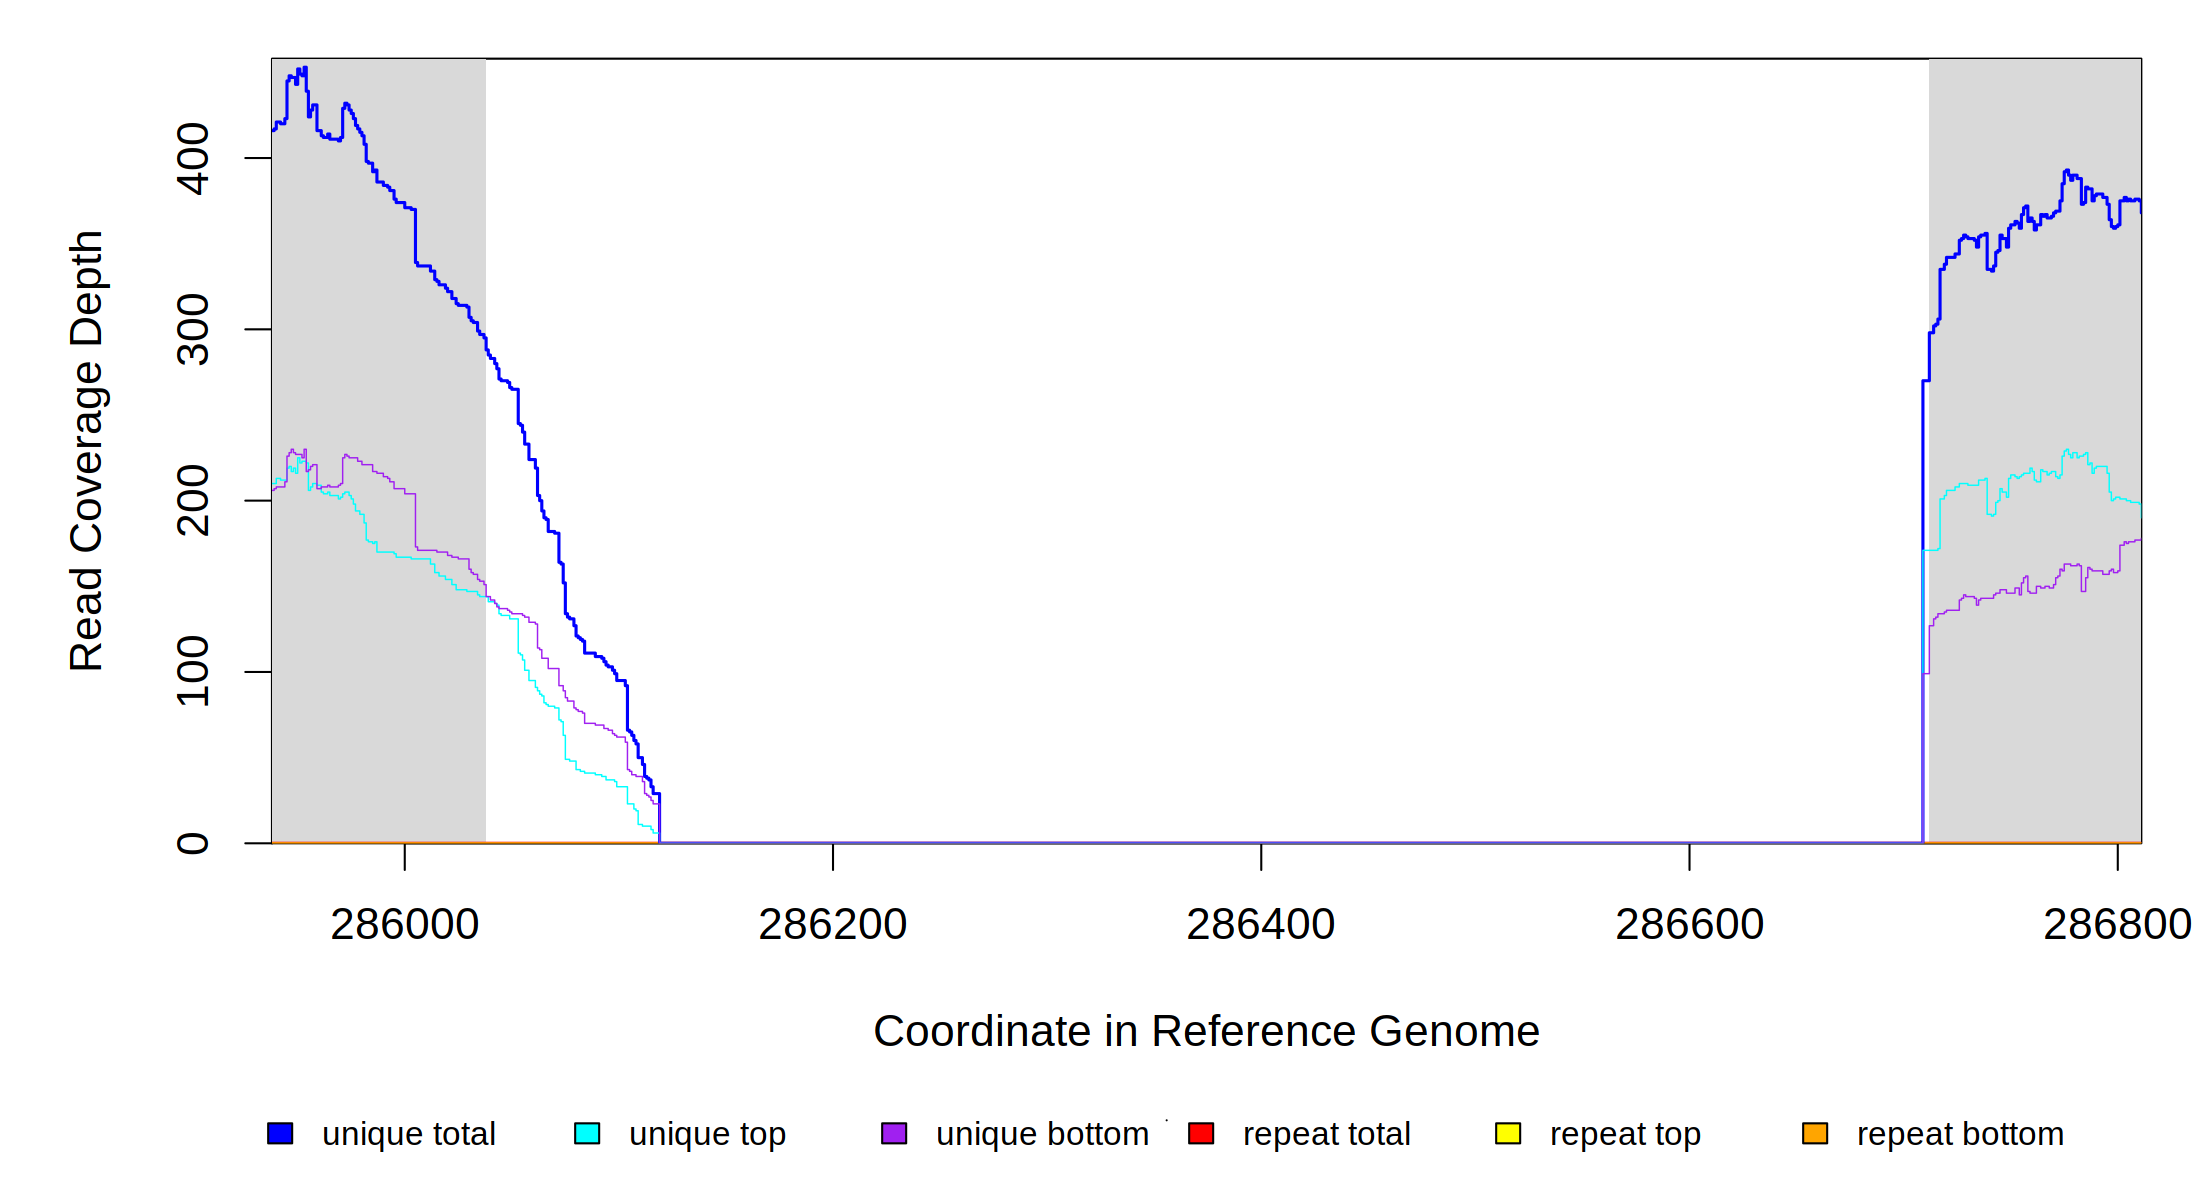 400
300
200
100
0
Read Coverage Depth
286000 286200 286400 286600 286800
Coordinate in Reference Genome
unique total unique top unique bottom repeat total repeat top repeat bottom